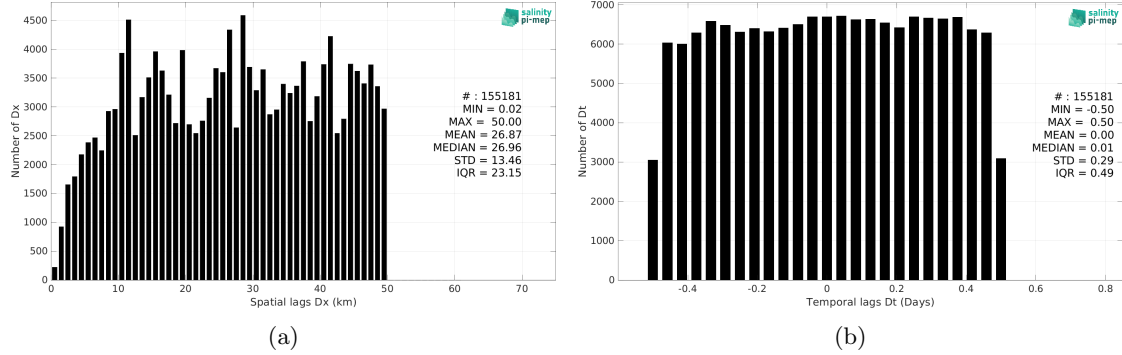 salinity
pi-mep
4500
4000
3500
3000
2500
2000
1500
1000
500
0
Number of Dx
# : 155181
MIN = 0.02
MAX = 50.00
MEAN = 26.87
MEDIAN = 26.96
STD = 13.46
IQR = 23.15
0 10 20 30 40 50 60 70
Spatial lags Dx (km)
(a)
salinity
pi-mep
7000
6000
5000
4000
3000
2000
1000
0
Number of Dt
# : 155181
MIN = -0.50
MAX = 0.50
MEAN = 0.00
MEDIAN = 0.01
STD = 0.29
IQR = 0.49
-0.4 -0.2 0 0.2 0.4 0.6 0.8
Temporal lags Dt (Days)
(b)